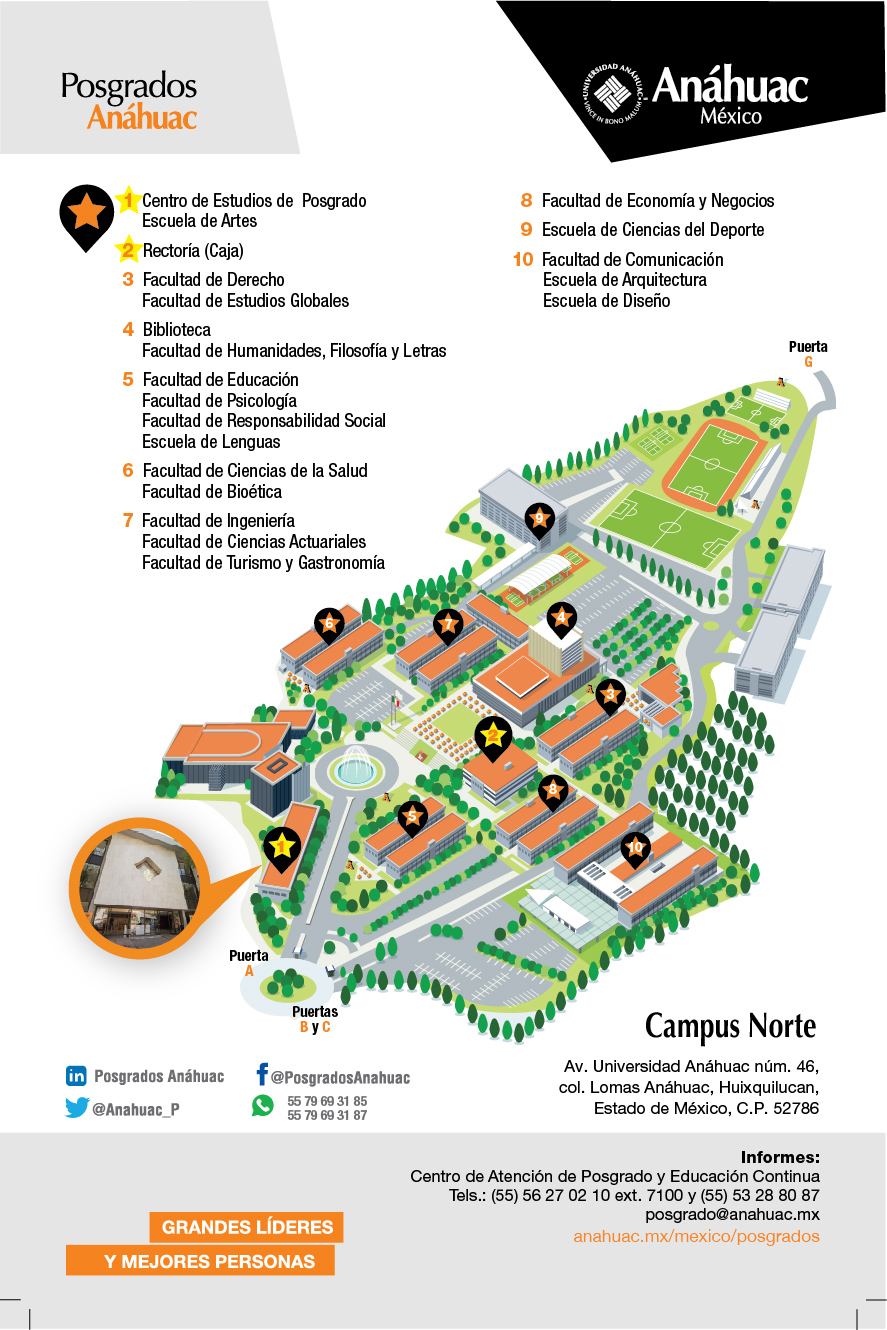 Posgrados
Anáhuac
UNIVERSIDAD ANÁHUAC
VINCE IN BONO MALUM
Anáhuac
México
1 Centro de Estudios de Posgrado
Escuela de Artes
2 Rectoría (Caja)
3 Facultad de Derecho
Facultad de Estudios Globales
4 Biblioteca
Facultad de Humanidades, Filosofía y Letras
5 Facultad de Educación
Facultad de Psicología
Facultad de Responsabilidad Social
Escuela de Lenguas
6 Facultad de Ciencias de la Salud
Facultad de Bioética
7 Facultad de Ingeniería
Facultad de Ciencias Actuariales
Facultad de Turismo y Gastronomía
8 Facultad de Economía y Negocios
9 Escuela de Ciencias del Deporte
10 Facultad de Comunicación
Escuela de Arquitectura
Escuela de Diseño
Puerta
G
9
6
7
4
3
2
8
5
1
10
Puerta
A
Puertas
B y C
Campus Norte
Av. Universidad Anáhuac núm. 46,
col. Lomas Anáhuac, Huixquilucan,
Estado de México, C.P. 52786
in Posgrados Anáhuac
f @PosgradosAnahuac
@Anahuac_P
55 79 69 31 85
55 79 69 31 87
Informes:
Centro de Atención de Posgrado y Educación Continua
Tels.: (55) 56 27 02 10 ext. 7100 y (55) 53 28 80 87
posgrado@anahuac.mx
anahuac.mx/mexico/posgrados
GRANDES LÍDERES
Y MEJORES PERSONAS